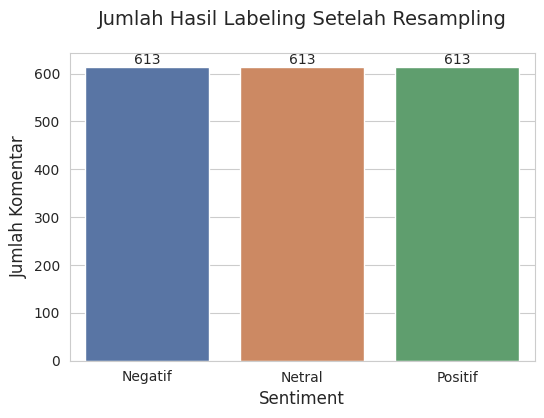 Jumlah Hasil Labeling Setelah Resampling
613 613 613
600
500
400
300
200
100
0
Jumlah Komentar
Negatif Netral Positif
Sentiment